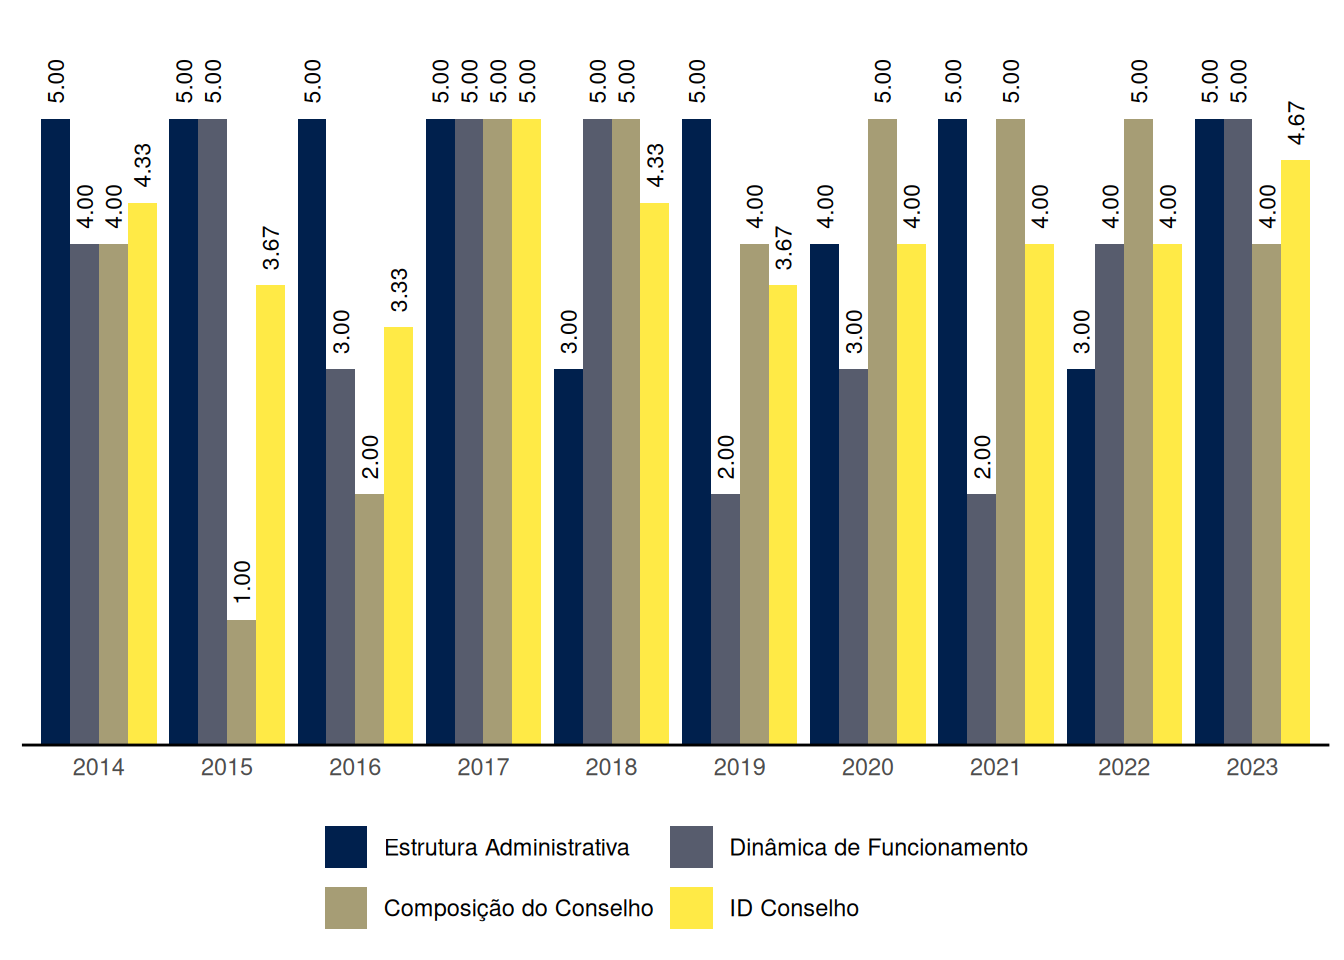 5.00 4.00 4.00 4.33 5.00 5.00 1.00 3.67 5.00 3.00 2.00 3.33 5.00 5.00 5.00 5.00 3.00 5.00 5.00 4.33 5.00 2.00 4.00 3.67 4.00 3.00 5.00 4.00 5.00 2.00 5.00 4.00 3.00 4.00 5.00 4.00 5.00 5.00 4.00 4.67
2014 2015 2016 2017 2018 2019 2020 2021 2022 2023
Estrutura Administrativa Dinâmica de Funcionamento
Composição do Conselho ID Conselho